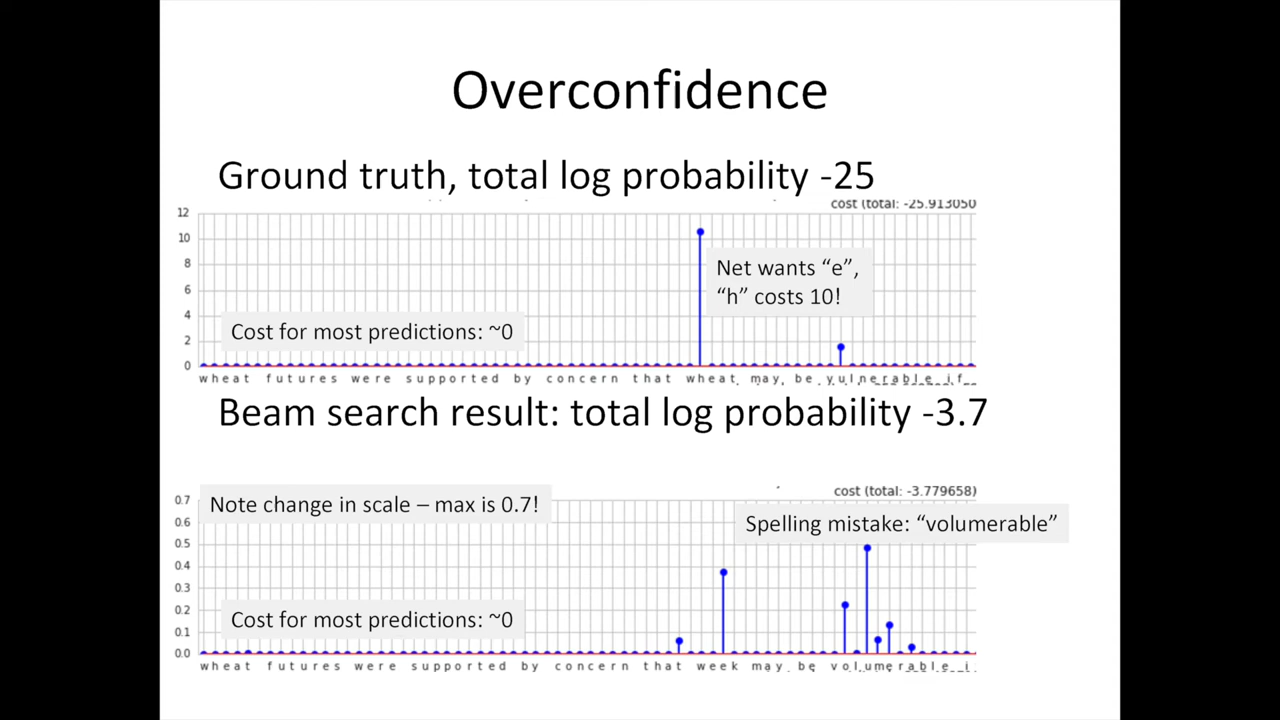 Overconfidence
Ground truth, total log probability -25
cost (total: -25.913050
12
10
8
6
4
2
0
Net wants “e”,
“h” costs 10!
Cost for most predictions: ~0
wheat futures were supported by concern that wheat may be vulnerable if
Beam search result: total log probability -3.7
cost (total: -3.779658)
0.7
0.6
0.5
0.4
0.3
0.2
0.1
0.0
Note change in scale – max is 0.7!
Spelling mistake: “volumerable”
Cost for most predictions: ~0
wheat futures were supported by concern that week may be volumerable i